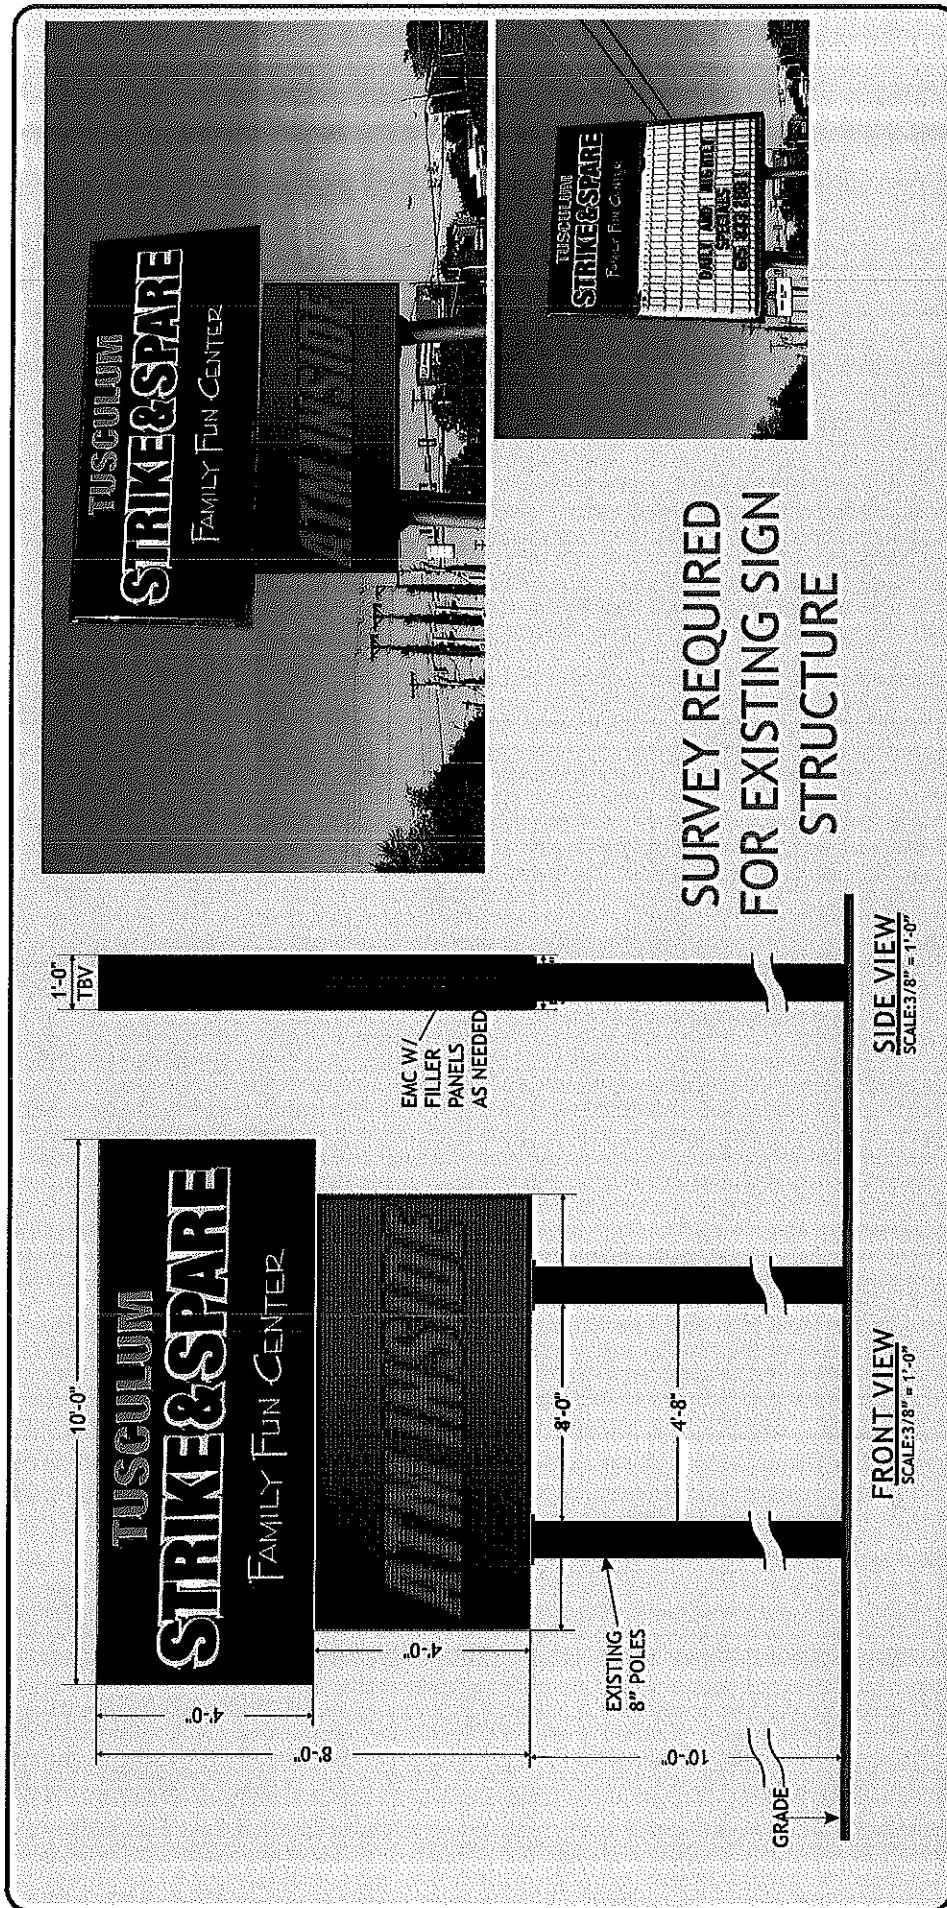 10'-0"
4'-0"
8'-0"
4'-0"
10'-0"
TUSCULUM
STRIKE&SPARE
FAMILY FUN CENTER
8'-0"
4'-8"
EXISTING
8" POLES
GRADE
FRONT VIEW
SCALE:3/8" = 1'-0"
1'-0"
TBV
EMC W/
FILLER
PANELS
AS NEEDED
SIDE VIEW
SCALE:3/8" = 1'-0"
TUSCULUM
STRIKE&SPARE
FAMILY FUN CENTER
SURVEY REQUIRED
FOR EXISTING SIGN
STRUCTURE
TUSCULUM
STRIKE&SPARE
FAMILY FUN CENTER
DAILY AND NIGHTLY
SPECIALS